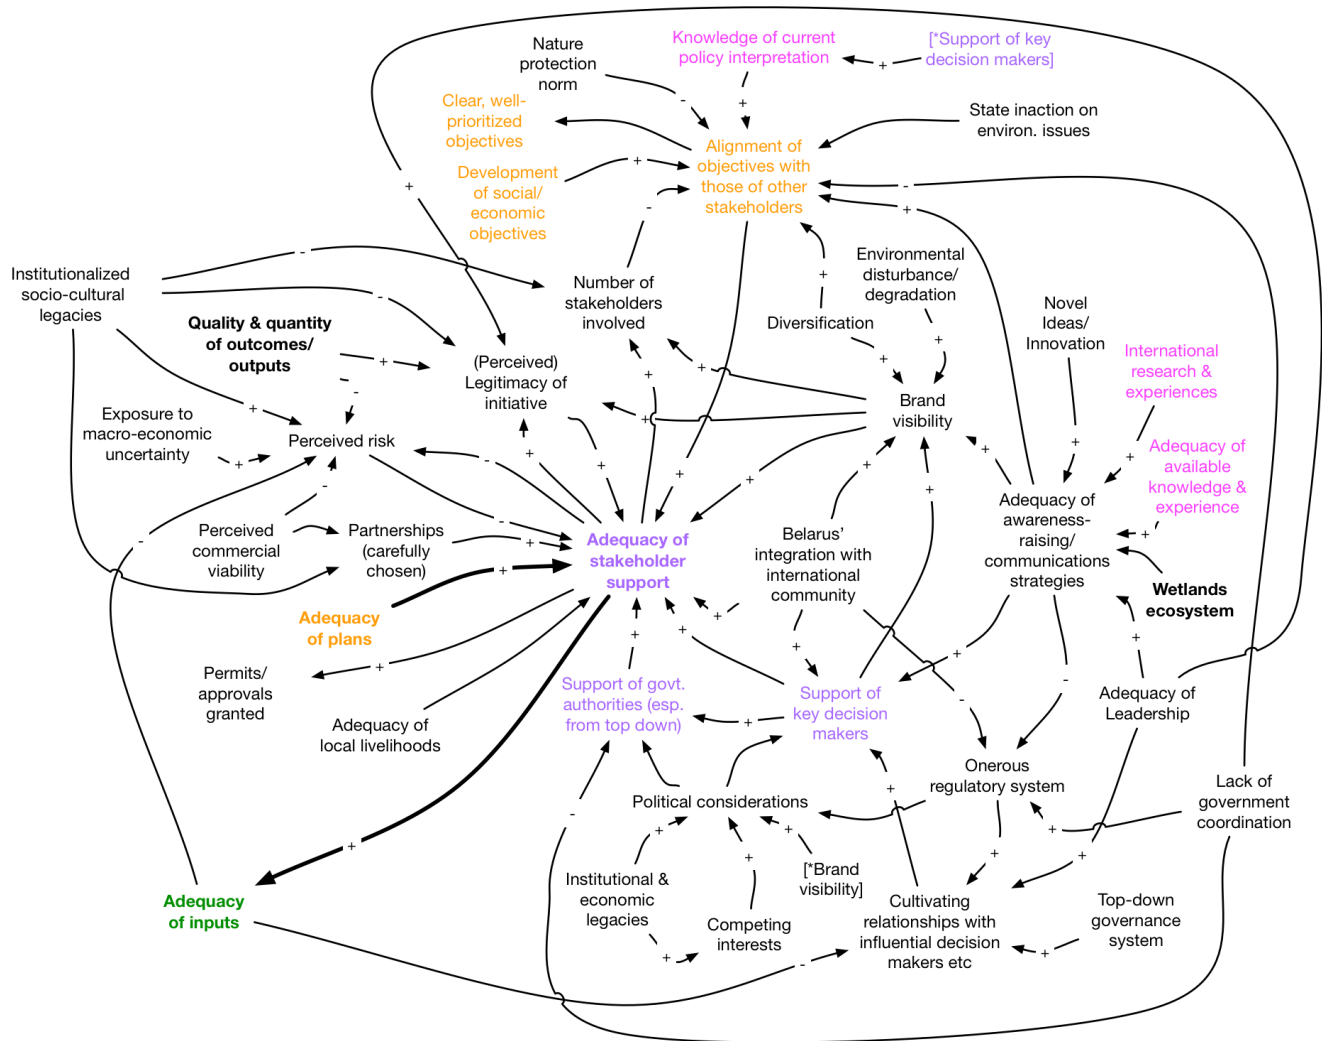 Nature
protection
norm
Knowledge of current
policy interpretation
[*Support of key
decision makers]
+
Clear, well-
prioritized
objectives
-
+
State inaction on
environ. issues
Alignment of
objectives with
those of other
stakeholders
Development
of social/
economic
objectives
+
+
-
-
+
Institutionalized
socio-cultural
legacies
-
-
Number of
stakeholders
involved
Environmental
disturbance/
degradation
+
Diversification
Novel
Ideas/
Innovation
Quality & quantity
of outcomes/
outputs
+
-
(Perceived)
Legitimacy of
initiative
+
+
+
+
International
research &
experiences
Brand
visibility
Exposure to
macro-economic
uncertainty
+
+
Perceived risk
+
+
-
+
+
+
+
+
+
+
+
Adequacy of
available
knowledge &
experience
-
-
Adequacy of
awareness-
raising/
communications
strategies
+
Perceived
commercial
viability
-
Partnerships
(carefully
chosen)
+
Adequacy of
stakeholder
support
Belarus’
integration with
international
community
Wetlands
ecosystem
+
Adequacy
of plans
+
+
+
+
+
+
-
-
Permits/
approvals
granted
+
Adequacy of
local livelihoods
Support of govt.
authorities (esp.
from top down)
+
Support of
key decision
makers
Adequacy of
Leadership
Onerous
regulatory system
Lack of
government
coordination
Political considerations
+
-
+
+
+
+
+
+
+
Institutional &
economic
legacies
[*Brand
visibility]
Competing
interests
+
Cultivating
relationships with
influential decision
makers etc
Top-down
governance
system
+
-
Adequacy
of inputs